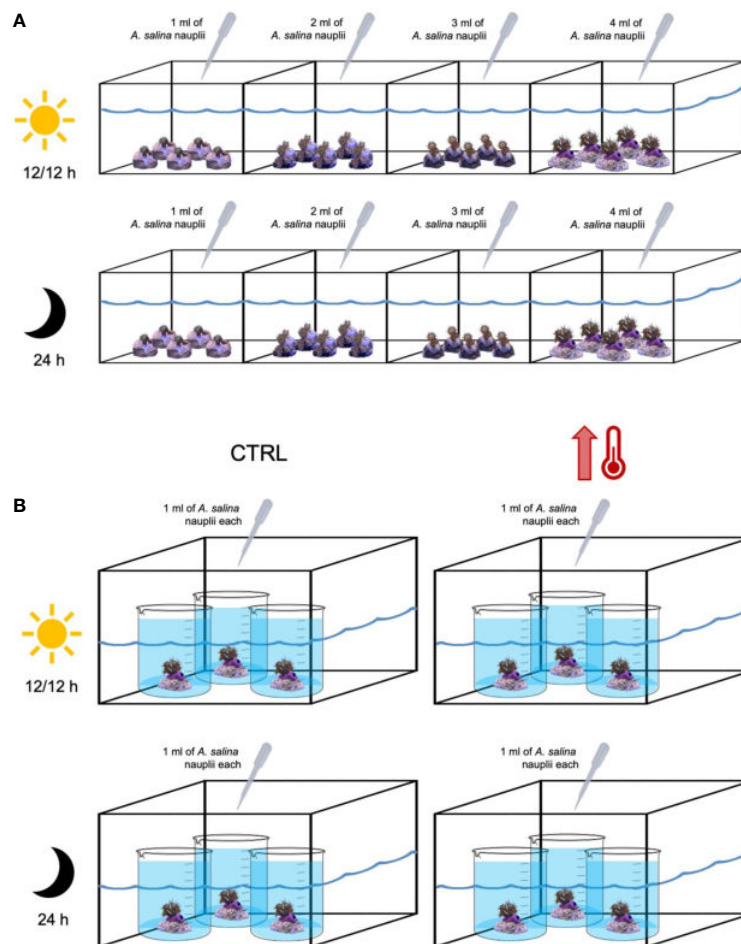 A
1 ml of
A. salina nauplii
2 ml of
A. salina nauplii
3 ml of
A. salina nauplii
4 ml of
A. salina nauplii
12/12 h
1 ml of
A. salina nauplii
2 ml of
A. salina nauplii
3 ml of
A. salina nauplii
4 ml of
A. salina nauplii
24 h
CTRL
B
1 ml of A. salina
nauplii each
1 ml of A. salina
nauplii each
12/12 h
1 ml of A. salina
nauplii each
1 ml of A. salina
nauplii each
24 h